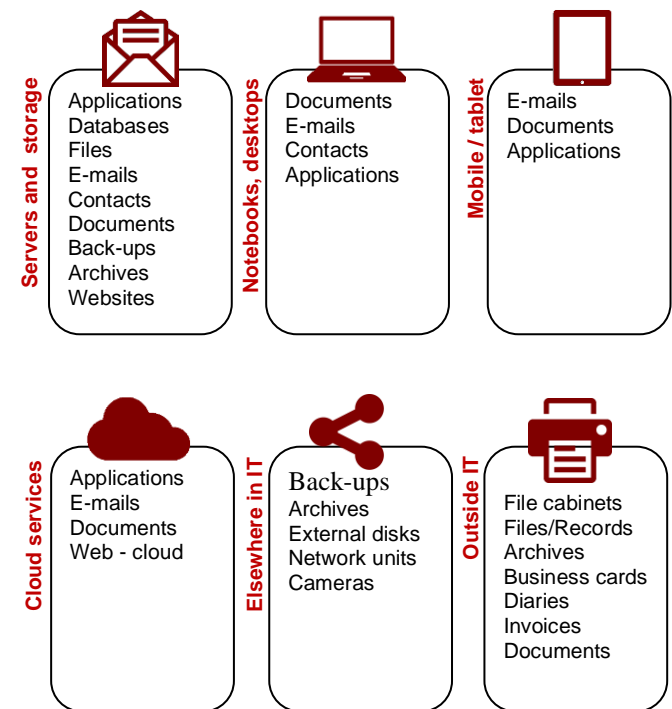 Servers and storage
Applications
Databases
Files
E-mails
Contacts
Documents
Back-ups
Archives
Websites
Notebooks, desktops
Documents
E-mails
Contacts
Applications
Mobile / tablet
E-mails
Documents
Applications
Cloud services
Applications
E-mails
Documents
Web - cloud
Elsewhere in IT
Back-ups
Archives
External disks
Network units
Cameras
Outside IT
File cabinets
Files/Records
Archives
Business cards
Diaries
Invoices
Documents